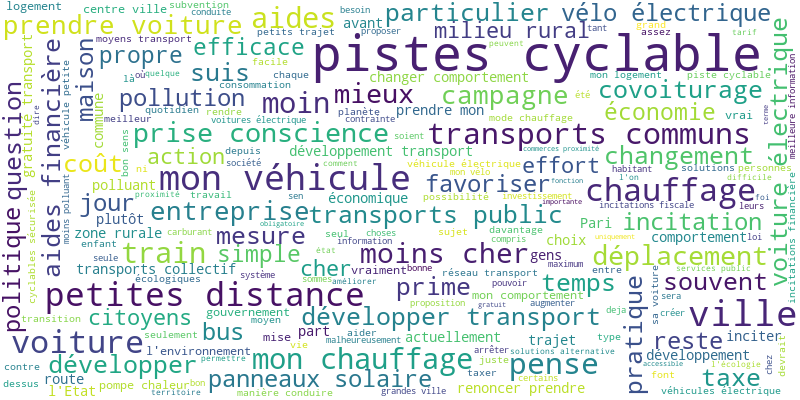 logement
centre ville
subvention
conduite
besoin
particulier vélo électrique
prendre voiture
aides
avant
proposer
tant
assez
grand
tarif
moyens transport
petits trajet
milieu rural
peuvent
pistes cyclable
maison
propre
efficace
facile
changer comportement
mon logement
piste cyclable
là
où
quelque
suis
chaque
consommation
mieux
campagne
été
covoiturage
meilleure information
aides financière
gratuité transport
véhicule petite
dire
commune
pollution
quotidien
rendre
moin
planète
contrainte
prendre mon
mode chauffage
économie
vrai
terme
voiture électrique
meilleur
voitures électrique
prise conscience
soient
transports communs
question
coût
bon sens
action
depuis
société
développement transport
commerces proximité
changement
polluant
ni
comment
véhicule électrique
effort
l'on
habitant
solutions
personnes
difficile
mon véhicule
mon vélo
fonction
favoriser
chauffage
foi
politique
cyclables sécurisée
moins polluant
jour
proximité
travail
sen
économique
possibilité
investissement
importante
incitations fiscale
leurs
plutôt
entreprise
obligatoire
transports public
davantage
Pari
incitation
incitations financière
zone rurale
mesure
carburant
seul
choses
sujet
compris
choix
comportement
loi
enfant
train
simple
état
information
moins cher
gens
uniquement
déplacement
seule
transports collectif
cher
vraiment
bonne
réseau transport
maximum
entre
services public
écologiques
système
sommes
améliorer
pouvoir
petites distance
prime
mon comportement
temps
pratique
sa voiture
souvent
transition
proposition
gratuit
augmenter
deja
sera
créer
citoyens
gouvernement
moyen
développer transport
ville
voiture
seulement
bus
mise
part
aider
malheureusement
actuellement
trajet
type
reste
inciter
l'environnement
vie
arrêter
solutions alternative
juste
développement
chez
devrait
contre
développer
permettre
mon chauffage
taxer
pense
accessible
l'écologie
dessus
route
pompe chaleur
bon
panneaux solaire
certains
font
taxe
l'Etat
territoire
manière conduire
grandes ville
renoncer prendre
véhicules électrique